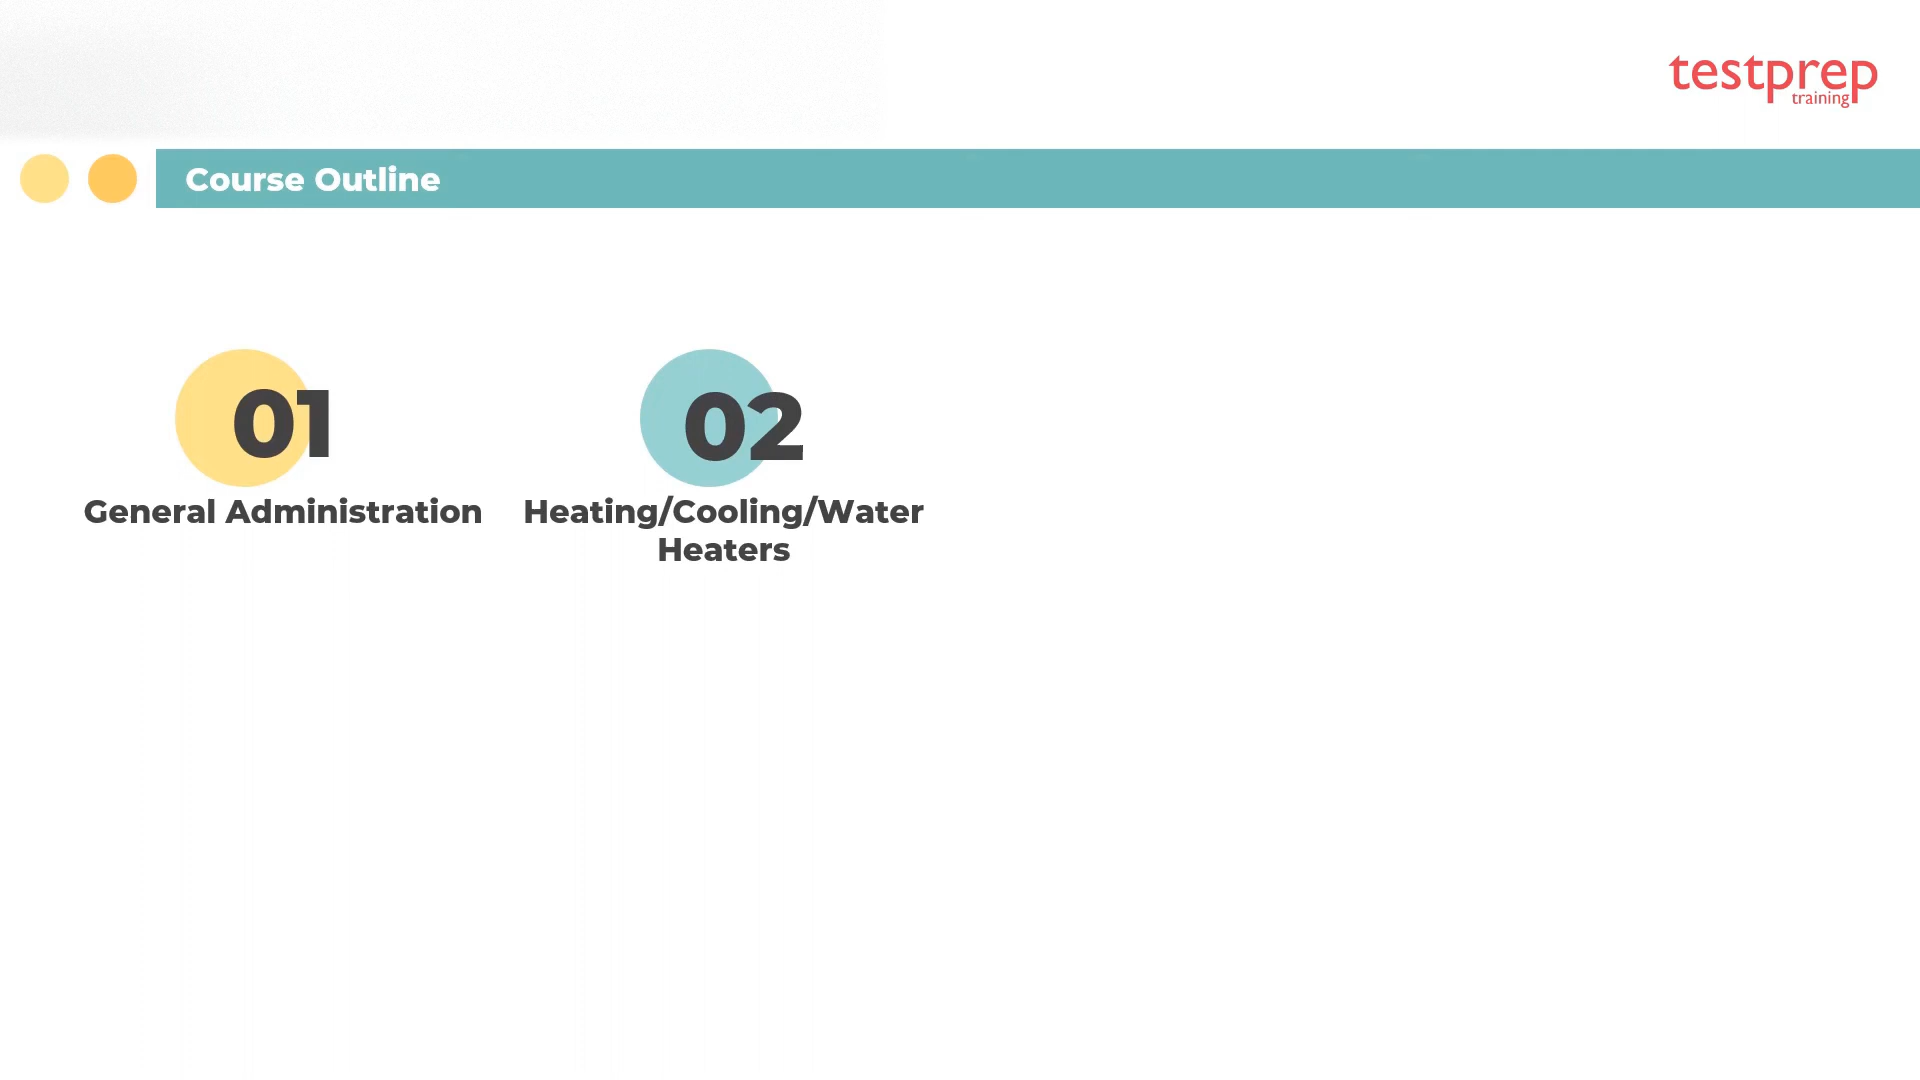 testprep
training
Course Outline
01
General Administration
02
Heating/Cooling/Water
Heaters